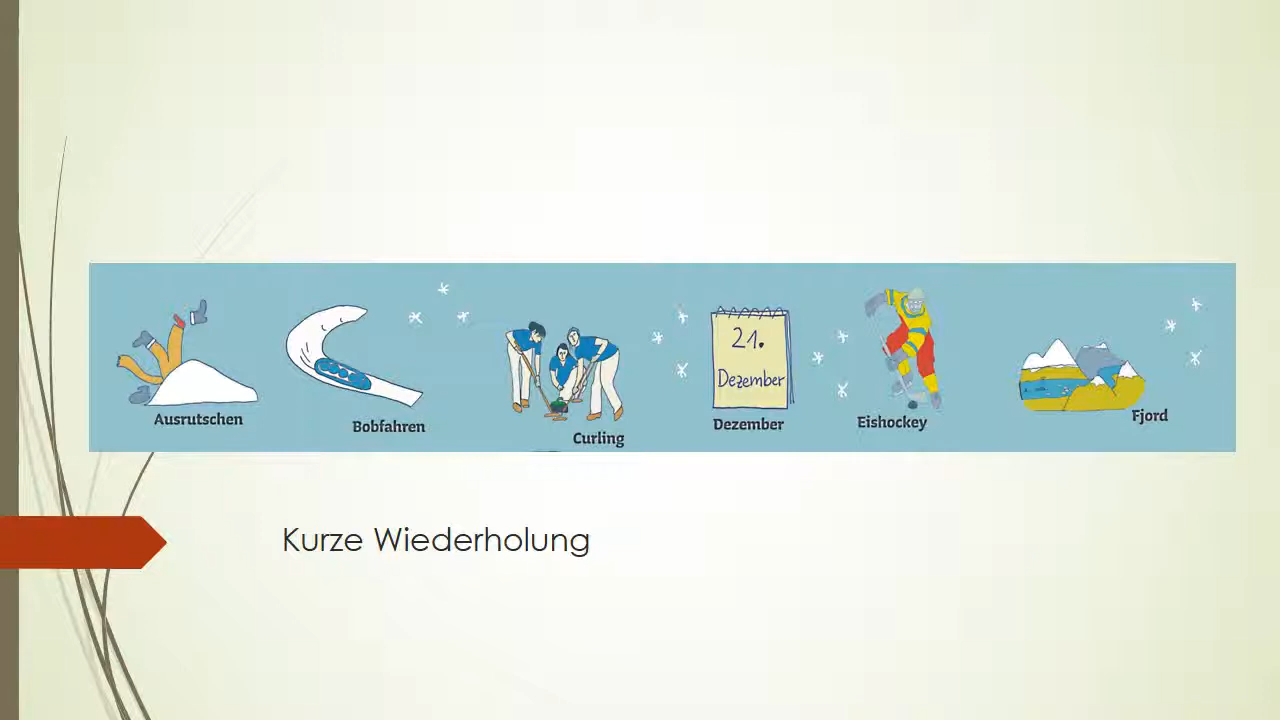 21.
Dezember
Ausrutschen
Bobfahren
Curling
Dezember
Eishockey
Fjord
Kurze Wiederholung